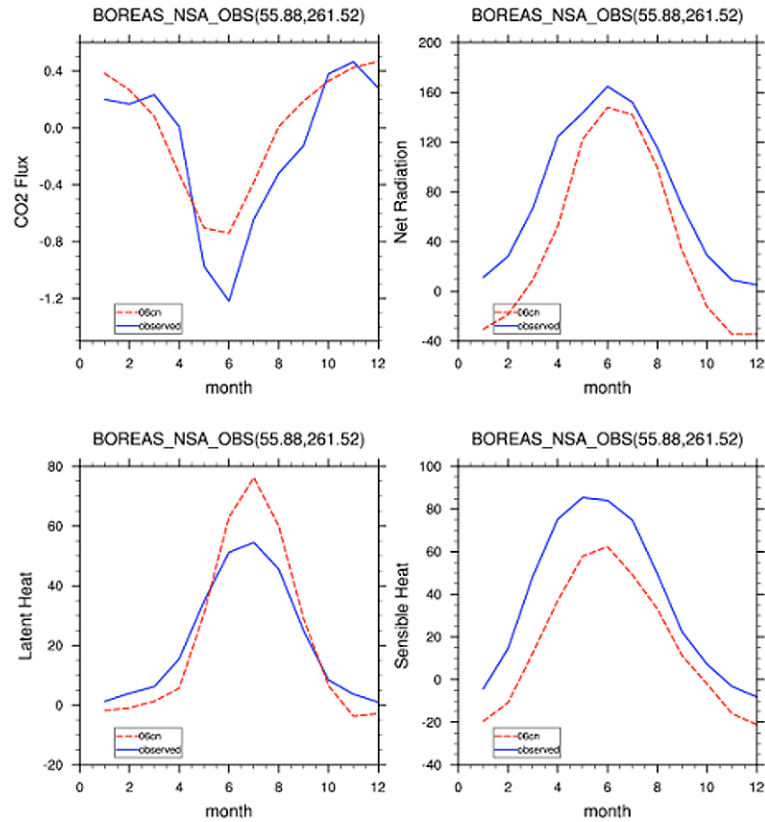 BOREAS_NSA_OBS(55.88,261.52)
CO2 Flux
0.4
0.0
-0.4
-0.8
-1.2
06cn
observed
0 2 4 6 8 10 12
month
BOREAS_NSA_OBS(55.88,261.52)
Net Radiation
200
160
120
80
40
0
-40
06cn
observed
0 2 4 6 8 10 12
month
BOREAS_NSA_OBS(55.88,261.52)
Latent Heat
80
60
40
20
0
-20
06cn
observed
0 2 4 6 8 10 12
month
BOREAS_NSA_OBS(55.88,261.52)
Sensible Heat
100
80
60
40
20
0
-20
-40
06cn
observed
0 2 4 6 8 10 12
month